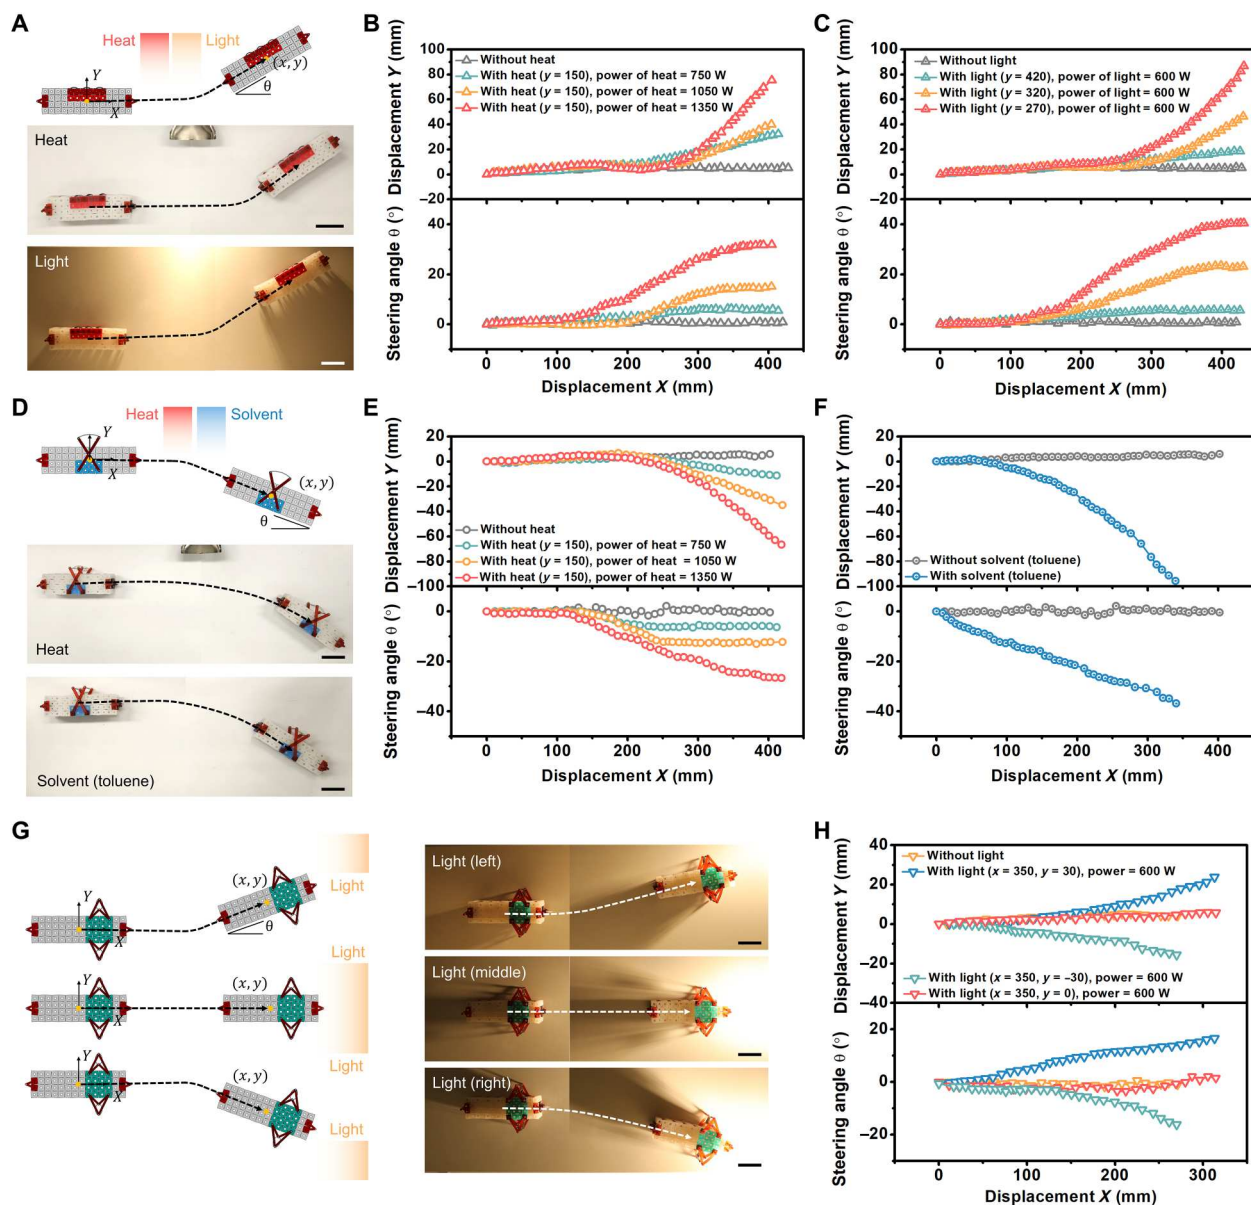 A
Heat
Light
Y
X
(x, y)
θ
Heat
Light
B
Displacement Y (mm)
100
80
60
40
20
0
–20
Without heat
With heat (y = 150), power of heat = 750 W
With heat (y = 150), power of heat = 1050 W
With heat (y = 150), power of heat = 1350 W
Steering angle θ (°)
40
20
0
0
100
200
300
400
Displacement X (mm)
C
Displacement Y (mm)
100
80
60
40
20
0
–20
Without light
With light (y = 420), power of light = 600 W
With light (y = 320), power of light = 600 W
With light (y = 270), power of light = 600 W
Steering angle θ (°)
40
20
0
0
100
200
300
400
Displacement X (mm)
D
Heat
Solvent
Y
X
(x, y)
θ
Heat
Solvent (toluene)
E
Displacement Y (mm)
20
0
–20
–40
–60
–80
–100
Without heat
With heat (y = 150), power of heat = 750 W
With heat (y = 150), power of heat = 1050 W
With heat (y = 150), power of heat = 1350 W
Steering angle θ (°)
0
–20
–40
0
100
200
300
400
Displacement X (mm)
F
Displacement Y (mm)
20
0
–20
–40
–60
–80
–100
Without solvent (toluene)
With solvent (toluene)
Steering angle θ (°)
0
–20
–40
0
100
200
300
400
Displacement X (mm)
G
Y
X
(x, y)
θ
Light
Y
X
(x, y)
Light
Light
Y
X
(x, y)
Light
Light (left)
Light (middle)
Light (right)
H
Displacement Y (mm)
40
20
0
–20
40
Without light
With light (x = 350, y = 30), power = 600 W
With light (x = 350, y = –30), power = 600 W
With light (x = 350, y = 0), power = 600 W
Steering angle θ (°)
20
0
–20
0
100
200
300
Displacement X (mm)